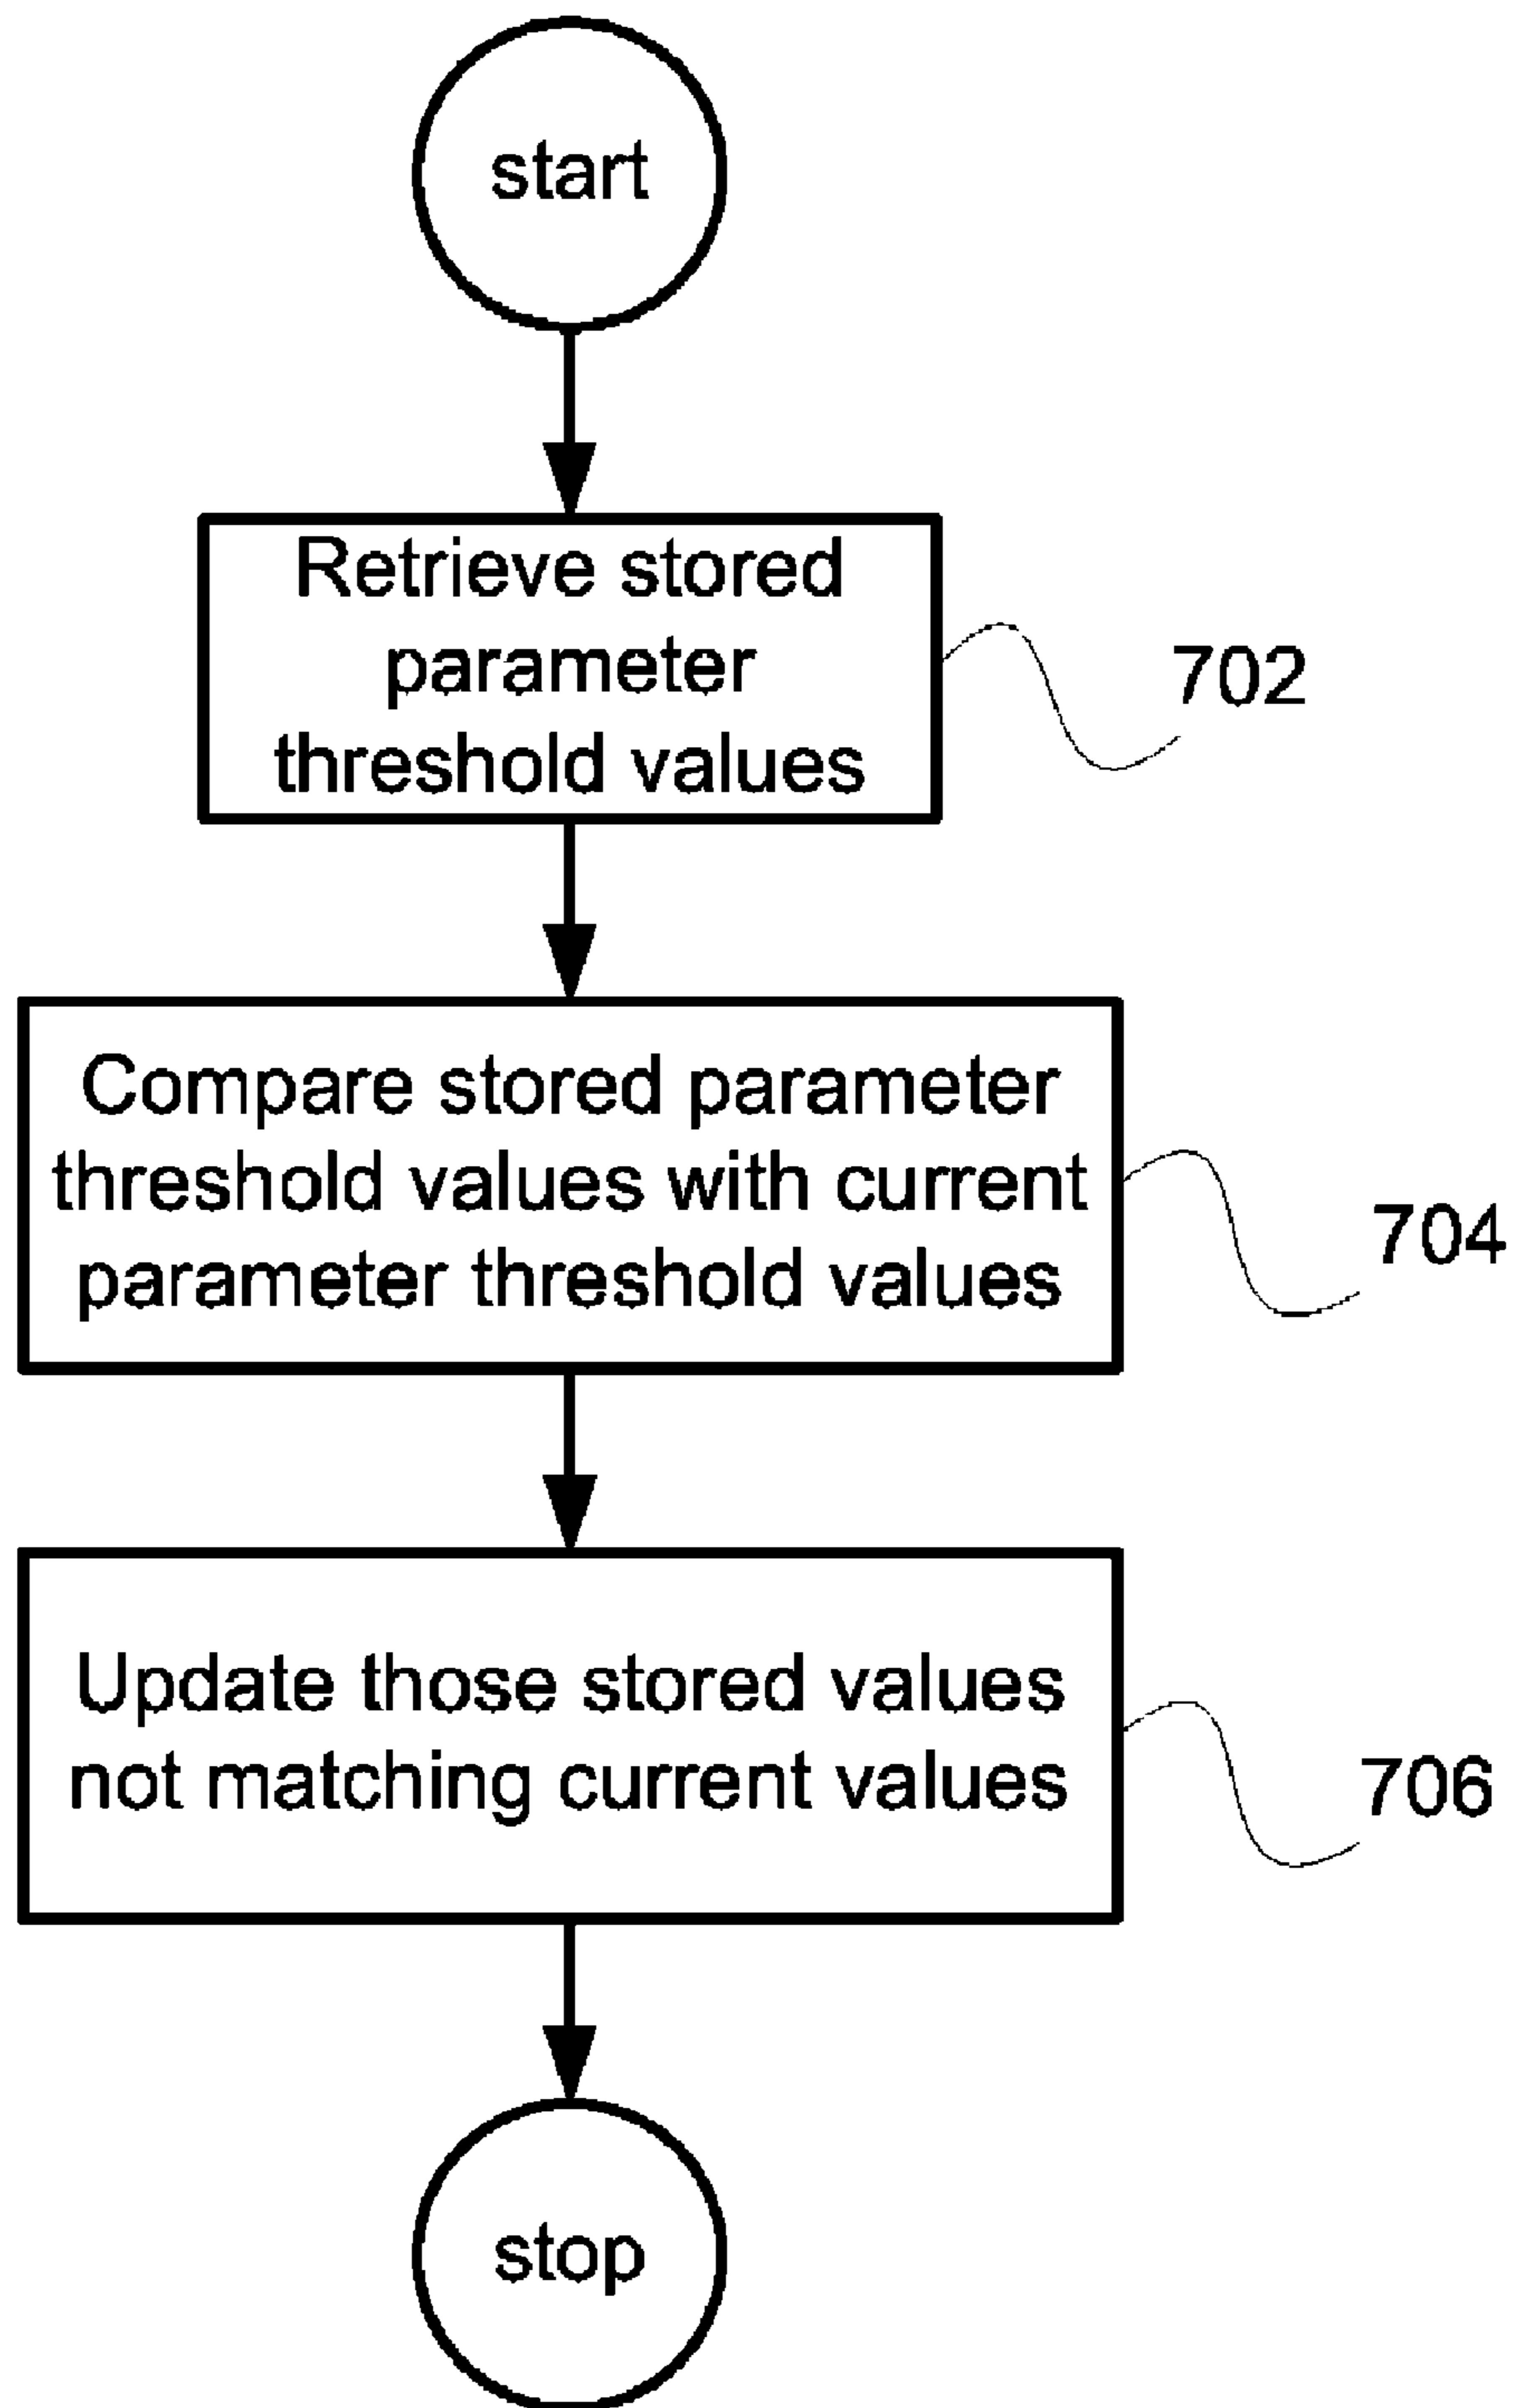 start
Retrieve stored
parameter
threshold values
702
Compare stored parameter
threshold values with current
parameter threshold values
704
Update those stored values
not matching current values
706
stop